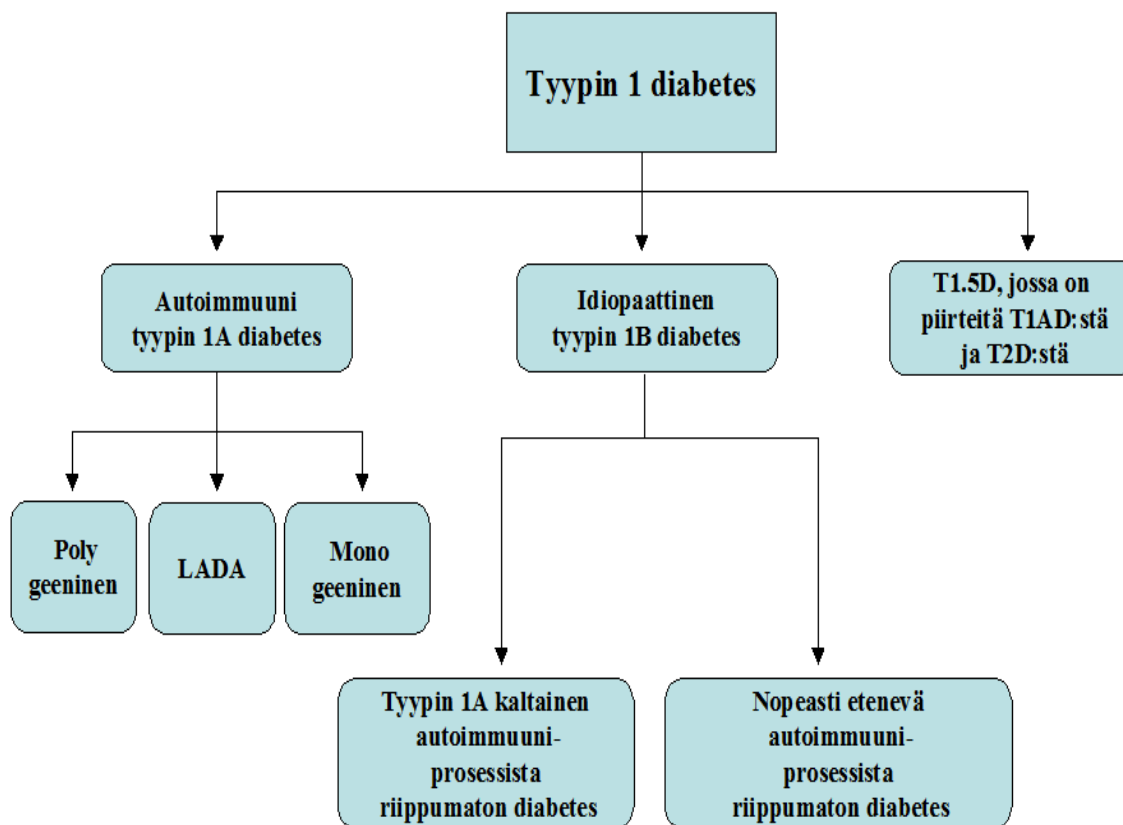 Tyypin 1 diabetes
Autoimmuuni
tyypin 1A diabetes
Idiopaattinen
tyypin 1B diabetes
T1.5D, jossa on
piirteitä T1AD:stä
ja T2D:stä
Poly
geeninen
LADA
Mono
geeninen
Tyypin 1A kaltainen
autoimmuuni-
prosessista
riippumaton diabetes
Nopeasti etenevä
autoimmuuni-
prosessista
riippumaton diabetes